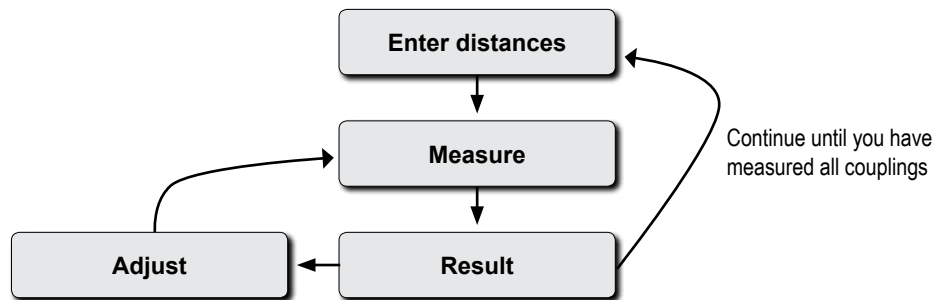 Enter distances
Continue until you have
measured all couplings
Measure
Adjust
Result